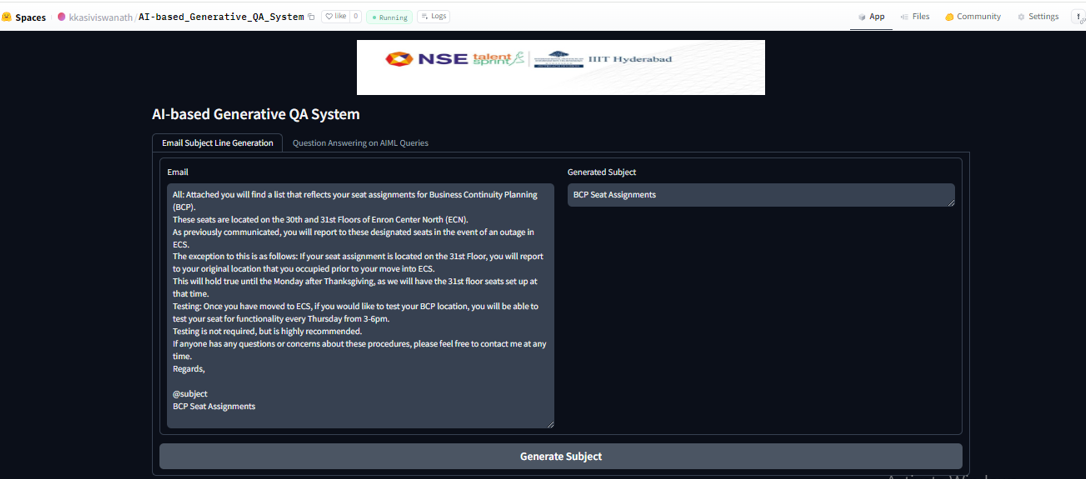 Spaces kkasiviswanath/AI-based_Generative_QA_System like 0 Running Logs App Files Community Settings
NSE talent sprint IIIT Hyderabad
AI-based Generative QA System
Email Subject Line Generation Question Answering on AIML Queries
Email
All: Attached you will find a list that reflects your seat assignments for Business Continuity Planning
(BCP).
These seats are located on the 30th and 31st Floors of Enron Center North (ECN).
As previously communicated, you will report to these designated seats in the event of an outage in
ECS.
The exception to this is as follows: If your seat assignment is located on the 31st Floor, you will report
to your original location that you occupied prior to your move into ECS.
This will hold true until the Monday after Thanksgiving, as we will have the 31st floor seats set up at
that time.
Testing: Once you have moved to ECS, if you would like to test your BCP location, you will be able to
test your seat for functionality every Thursday from 3-6pm.
Testing is not required, but is highly recommended.
If anyone has any questions or concerns about these procedures, please feel free to contact me at any
time.
Regards,
@subject
BCP Seat Assignments
Generated Subject
BCP Seat Assignments
Generate Subject